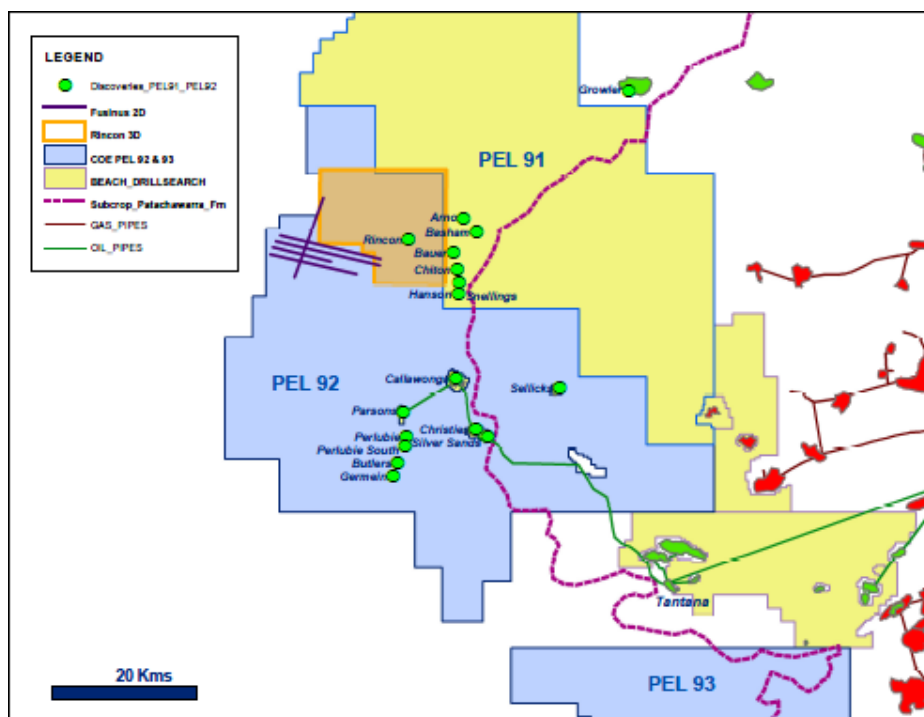 LEGEND
Discoveries_PEL91_PEL92
Fusinus 2D
Rincon 3D
COE PEL 92 & 93
BEACH_DRILLSEARCH
Subcrop_Patachawarra_Fm
GAS_PIPES
OIL_PIPES
Growler
PEL 91
Arno
Basham
Rincon
Bauer
Chiton
Hanson
Snellings
PEL 92
Callawonga
Sellicks
Parsons
Christies
Perlubie
Silver Sands
Perlubie South
Butlers
Germein
Tantana
20 Kms
PEL 93